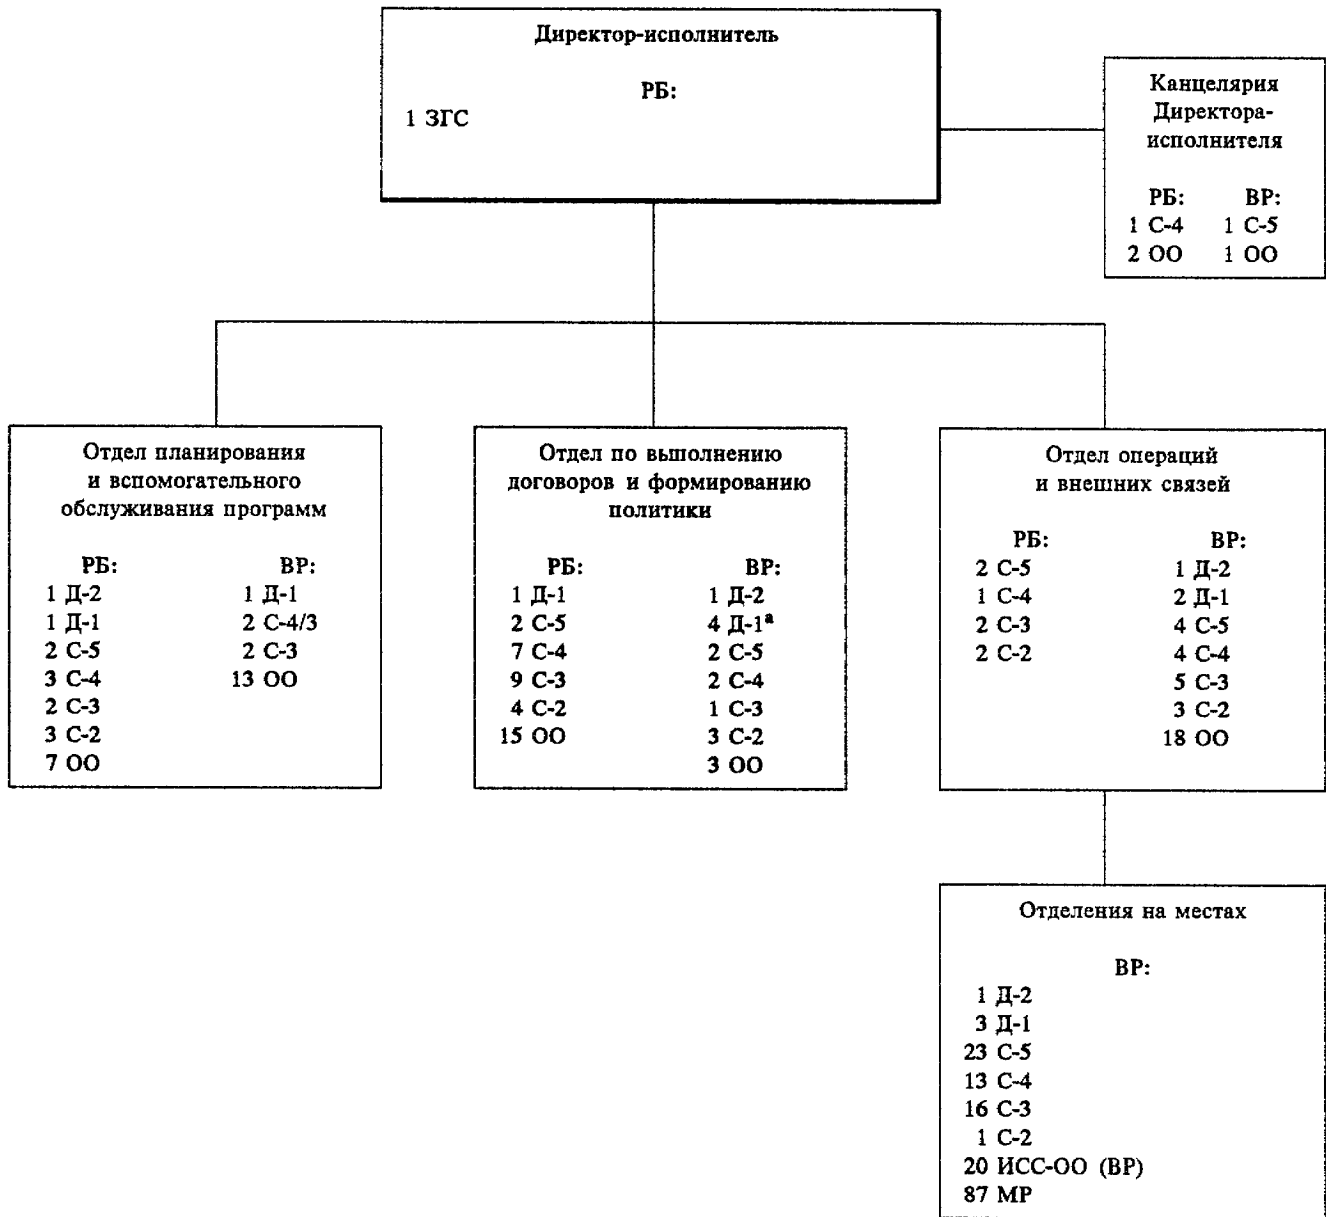 Директор-исполнитель
РБ:
1 ЗГС
Канцелярия
Директора-
исполнителя
РБ: ВР:
1 С-4 1 С-5
2 ОО 1 ОО
Отдел планирования
и вспомогательного
обслуживания программ
РБ: ВР:
1 Д-2 1 Д-1
1 Д-1 2 С-4/3
2 С-5 2 С-3
3 С-4 13 ОО
2 С-3
3 С-2
7 ОО
Отдел по выполнению
договоров и формированию
политики
РБ: ВР:
1 Д-1 1 Д-2
2 С-5 4 Д-1ª
7 С-4 2 С-5
9 С-3 2 С-4
4 С-2 1 С-3
15 ОО 3 С-2
3 ОО
Отдел операций
и внешних связей
РБ: ВР:
2 С-5 1 Д-2
1 С-4 2 Д-1
2 С-3 4 С-5
2 С-2 4 С-4
5 С-3
3 С-2
18 ОО
Отделения на местах
ВР:
1 Д-2
3 Д-1
23 С-5
13 С-4
16 С-3
1 С-2
20 ИСС-ОО (ВР)
87 МР